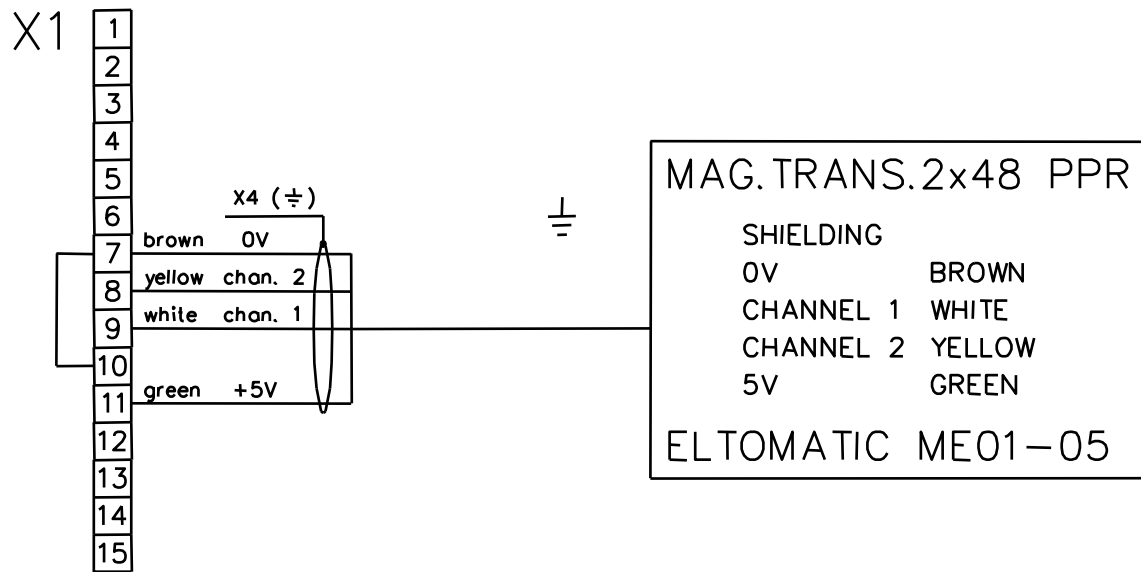 X1
1
2
3
4
5
6
7
8
9
10
11
12
13
14
15
X4 (⏚)
brown 0V
yellow chan. 2
white chan. 1
green +5V
MAG.TRANS.2x48 PPR
SHIELDING
0V BROWN
CHANNEL 1 WHITE
CHANNEL 2 YELLOW
5V GREEN
ELTOMATIC ME01-05